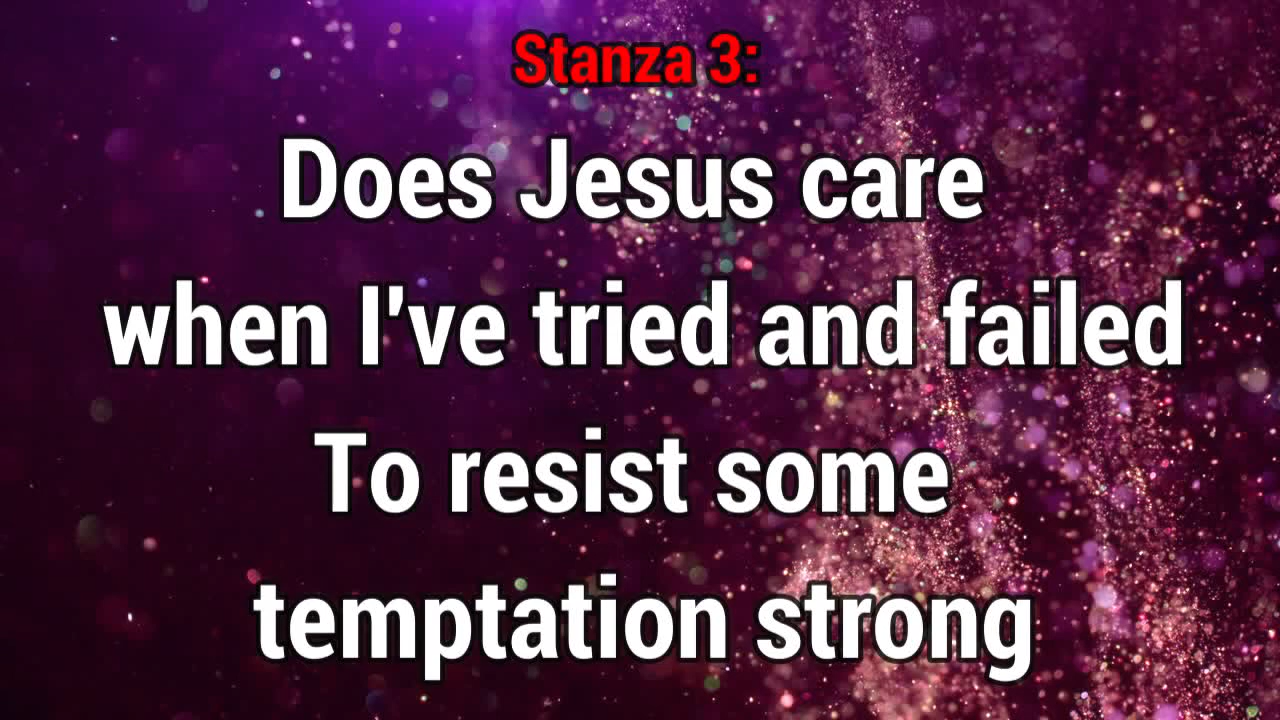 Stanza 3:
Does Jesus care
when I've tried and failed
To resist some
temptation strong